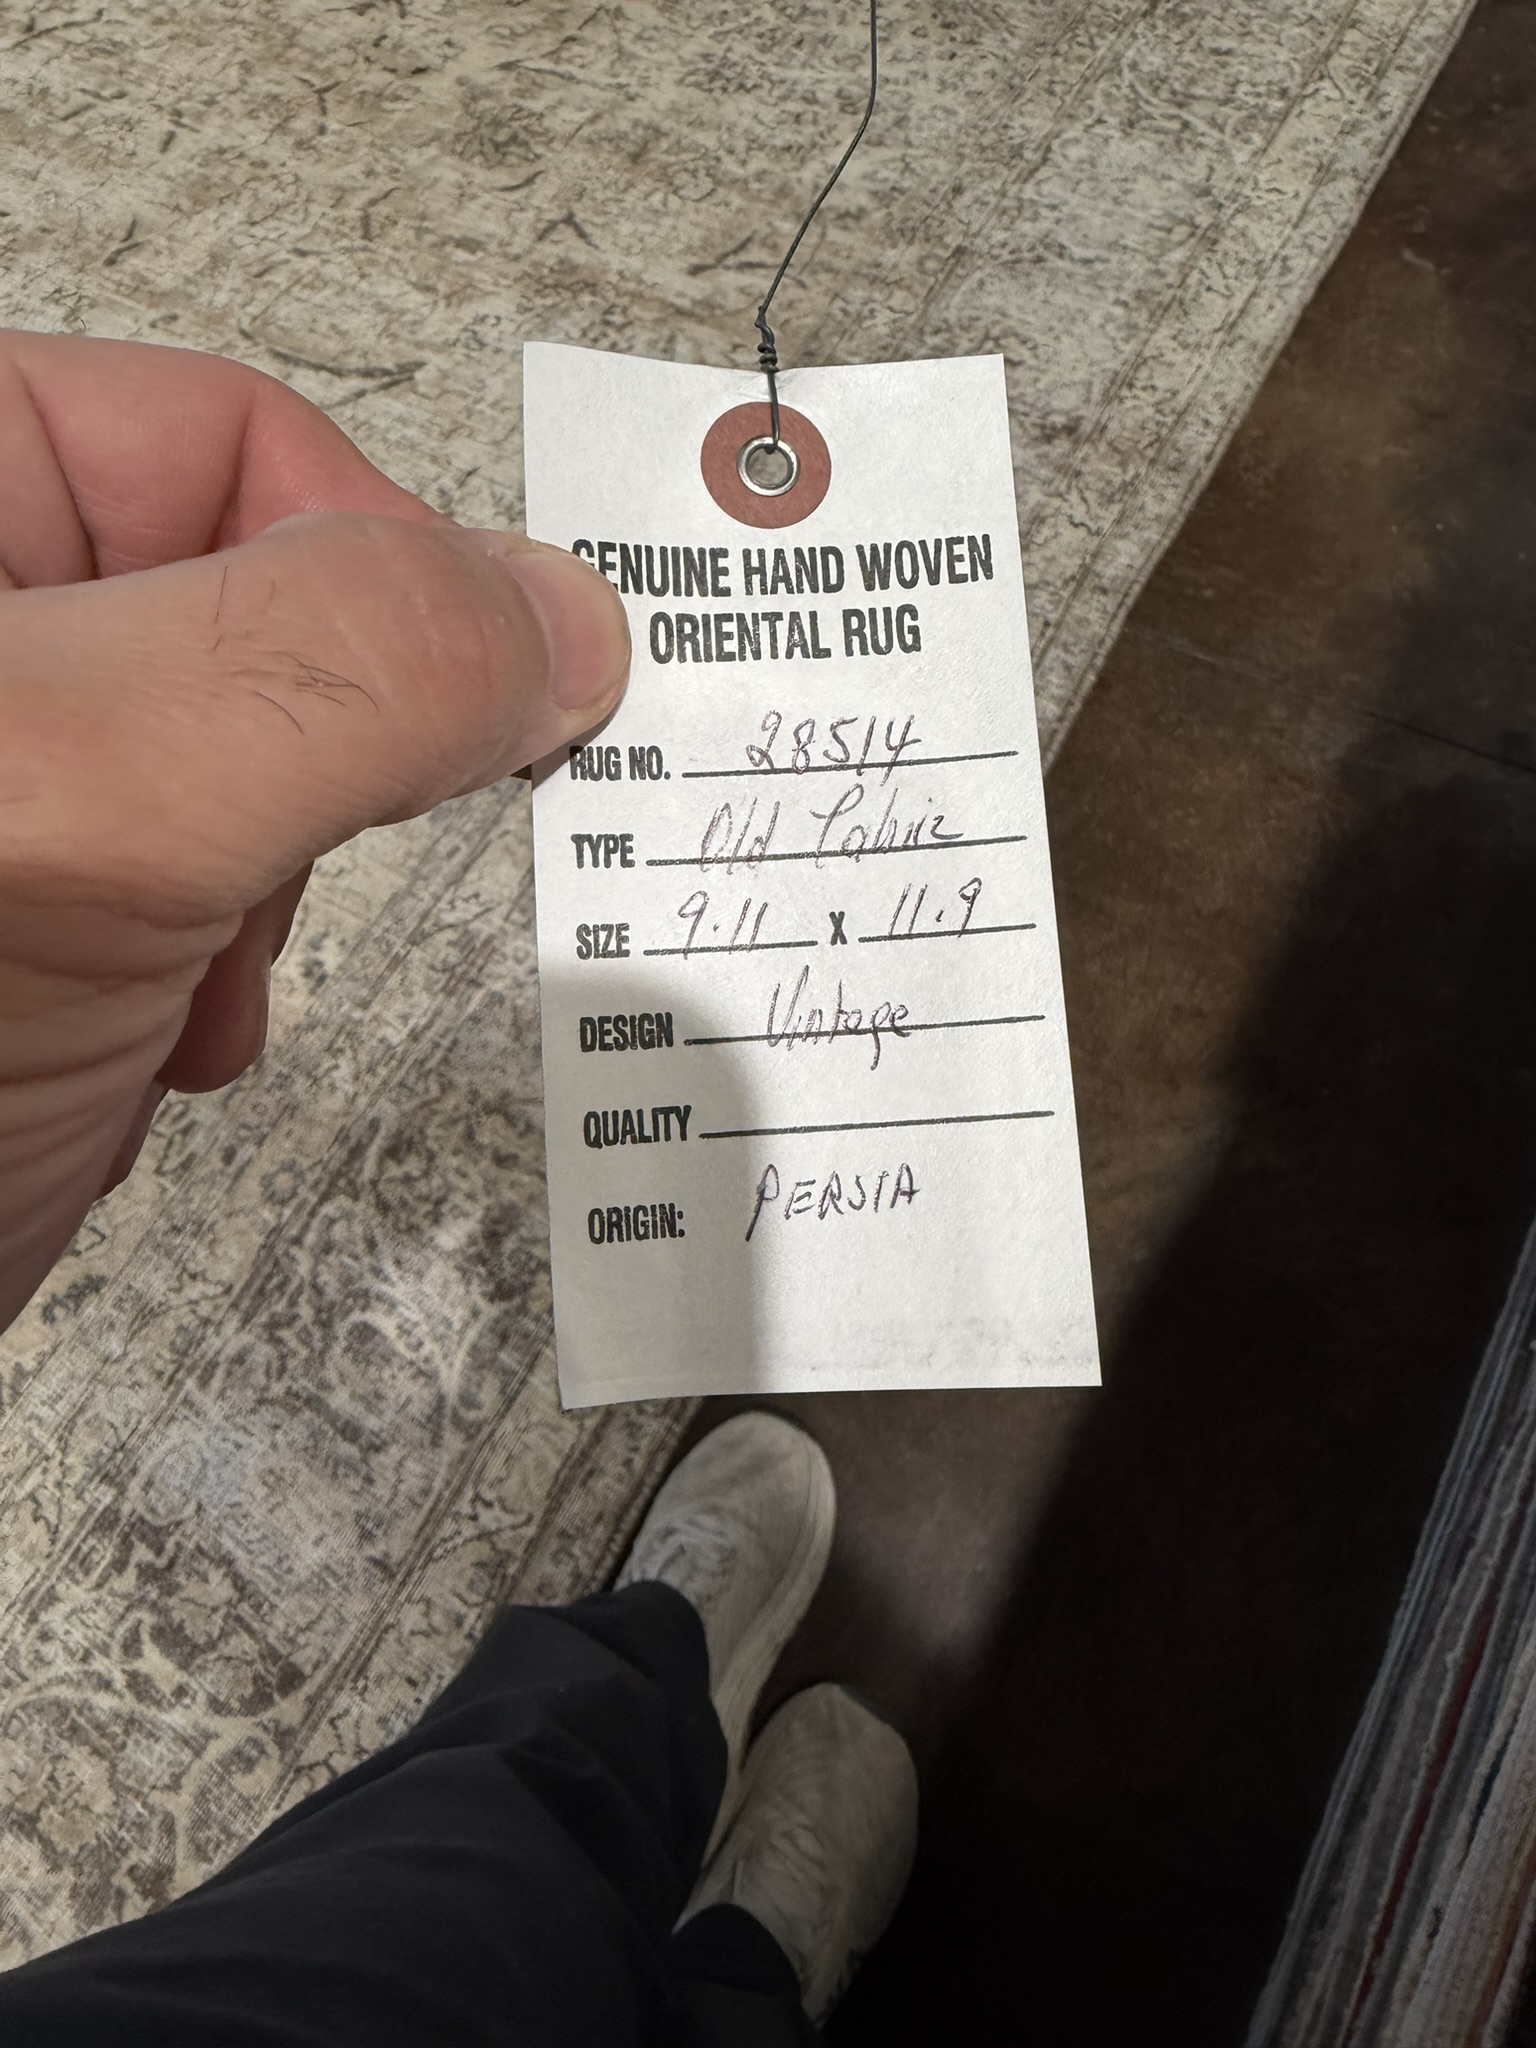 GENUINE HAND WOVEN
ORIENTAL RUG
RUG NO. 28514
TYPE Old Tabriz
SIZE 9.11 X 11.9
DESIGN Vintage
QUALITY
ORIGIN: PERSIA